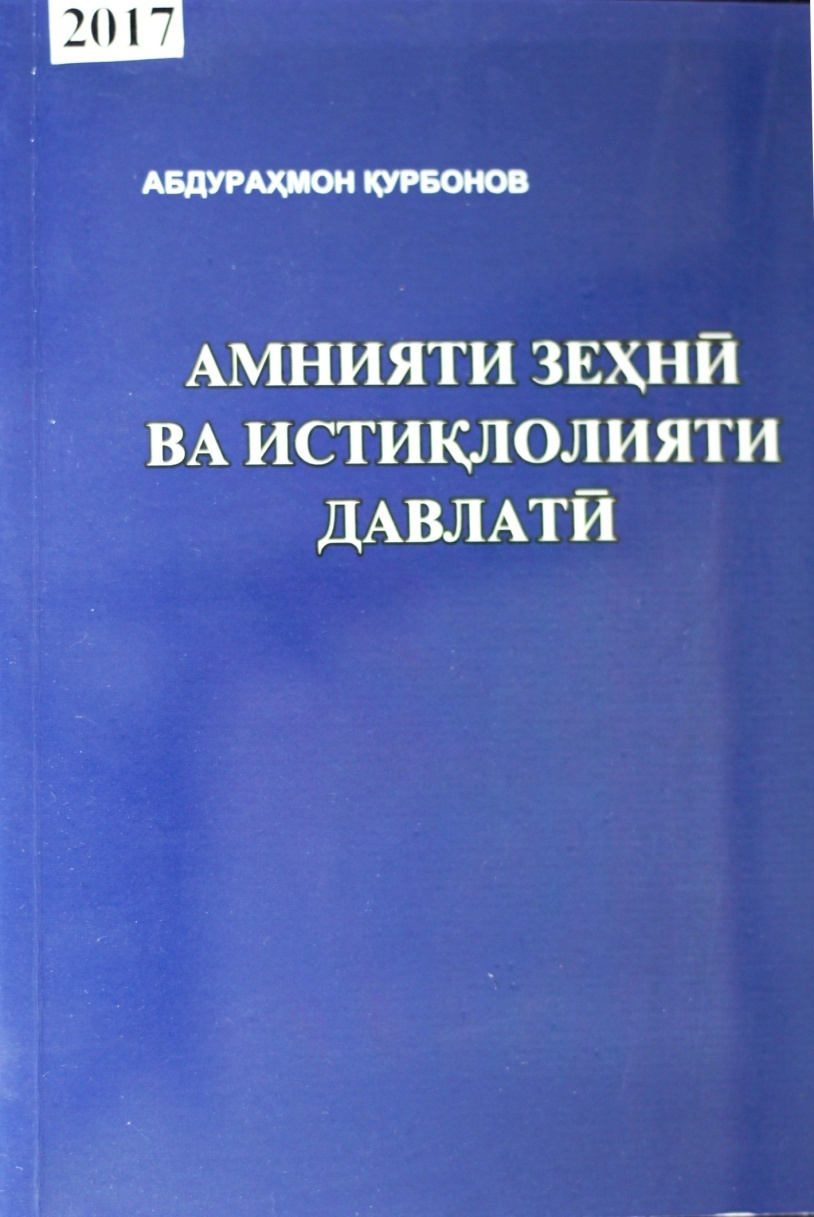 2017
АБДУРАҲМОН ҚУРБОНОВ
АМНИЯТИ ЗЕҲНӢ
ВА ИСТИҚЛОЛИЯТИ
ДАВЛАТӢ